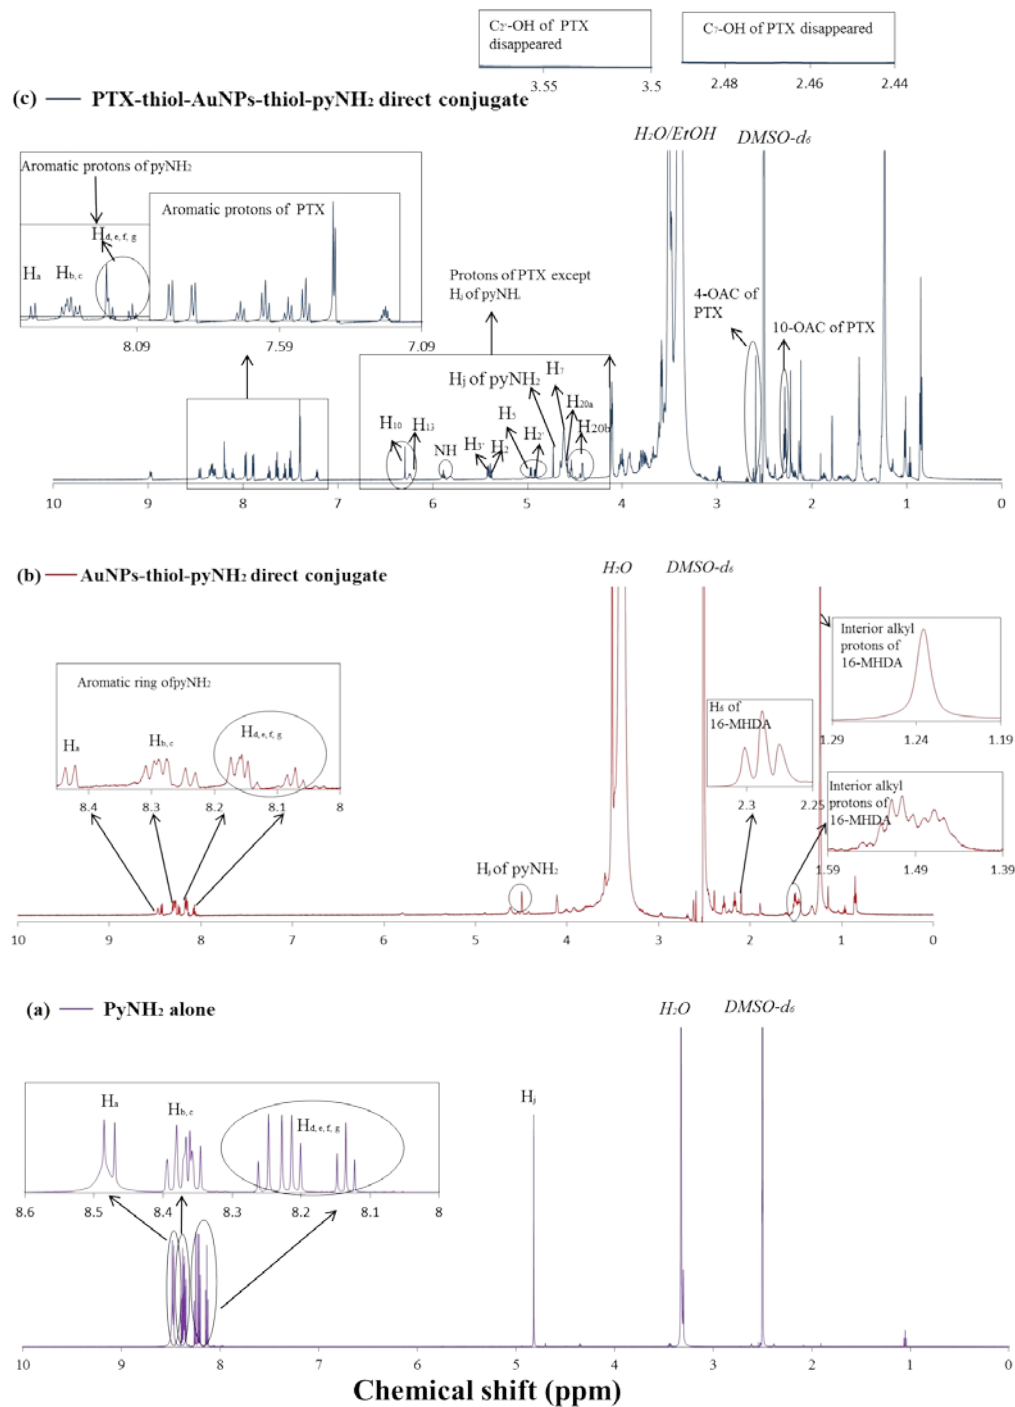 C2'-OH of PTX
disappeared
C7-OH of PTX disappeared
3.55 3.5
2.48 2.46 2.44
(c) — PTX-thiol-AuNPs-thiol-pyNH2 direct conjugate
H2O/EtOH
DMSO-d6
Aromatic protons of pyNH2
Aromatic protons of PTX
Hd, e, f, g
Ha
Hb, c
8.09 7.59 7.09
Protons of PTX except
Hj of pyNH2
4-OAC of
PTX
10-OAC of PTX
Hj of pyNH2
H7
H20a
H20b
H10
H13
NH
H3'
H2
H5
H2'
10 9 8 7 6 5 4 3 2 1 0
(b) — AuNPs-thiol-pyNH2 direct conjugate
H2O
DMSO-d6
Aromatic ring ofpyNH2
Ha
Hb, c
Hd, e, f, g
8.4 8.3 8.2 8.1 8
Interior alkyl
protons of
16-MHDA
1.29 1.24 1.19
H6 of
16-MHDA
2.3 2.25
Interior alkyl
protons of
16-MHDA
1.59 1.49 1.39
Hj of pyNH2
10 9 8 7 6 5 4 3 2 1 0
(a) — PyNH2 alone
H2O
DMSO-d6
Ha
Hb, c
Hd, e, f, g
8.6 8.5 8.4 8.3 8.2 8.1 8
Hj
10 9 8 7 6 5 4 3 2 1 0
Chemical shift (ppm)